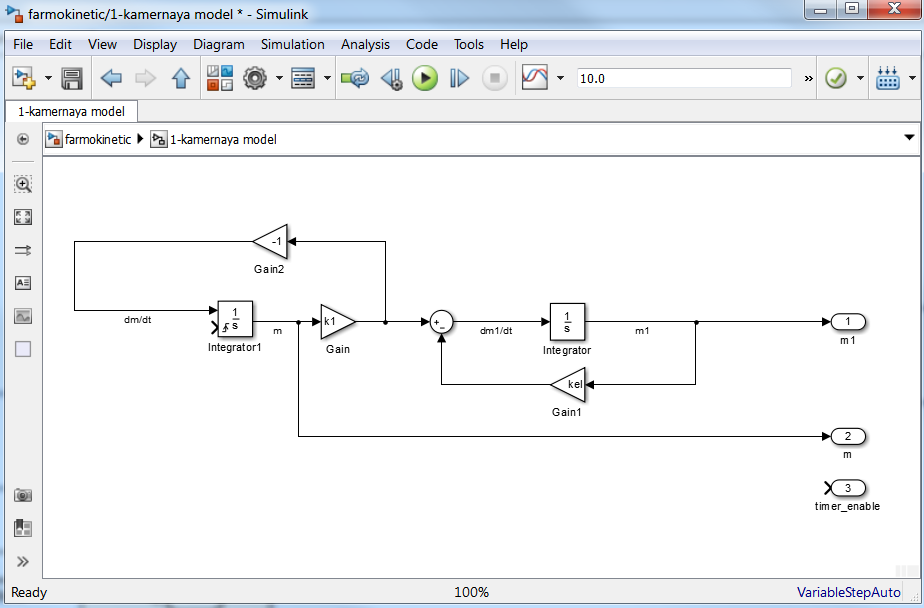 farmokinetic/1-kamernaya model * - Simulink
File Edit View Display Diagram Simulation Analysis Code Tools Help
10.0 »
1-kamernaya model
farmokinetic 1-kamernaya model
-1
Gain2
dm/dt
1
s
Integrator1
m
k1
Gain
+
-
dm1/dt
1
s
Integrator
m1
1
m1
kel
Gain1
2
m
3
timer_enable
Ready 100% VariableStepAuto